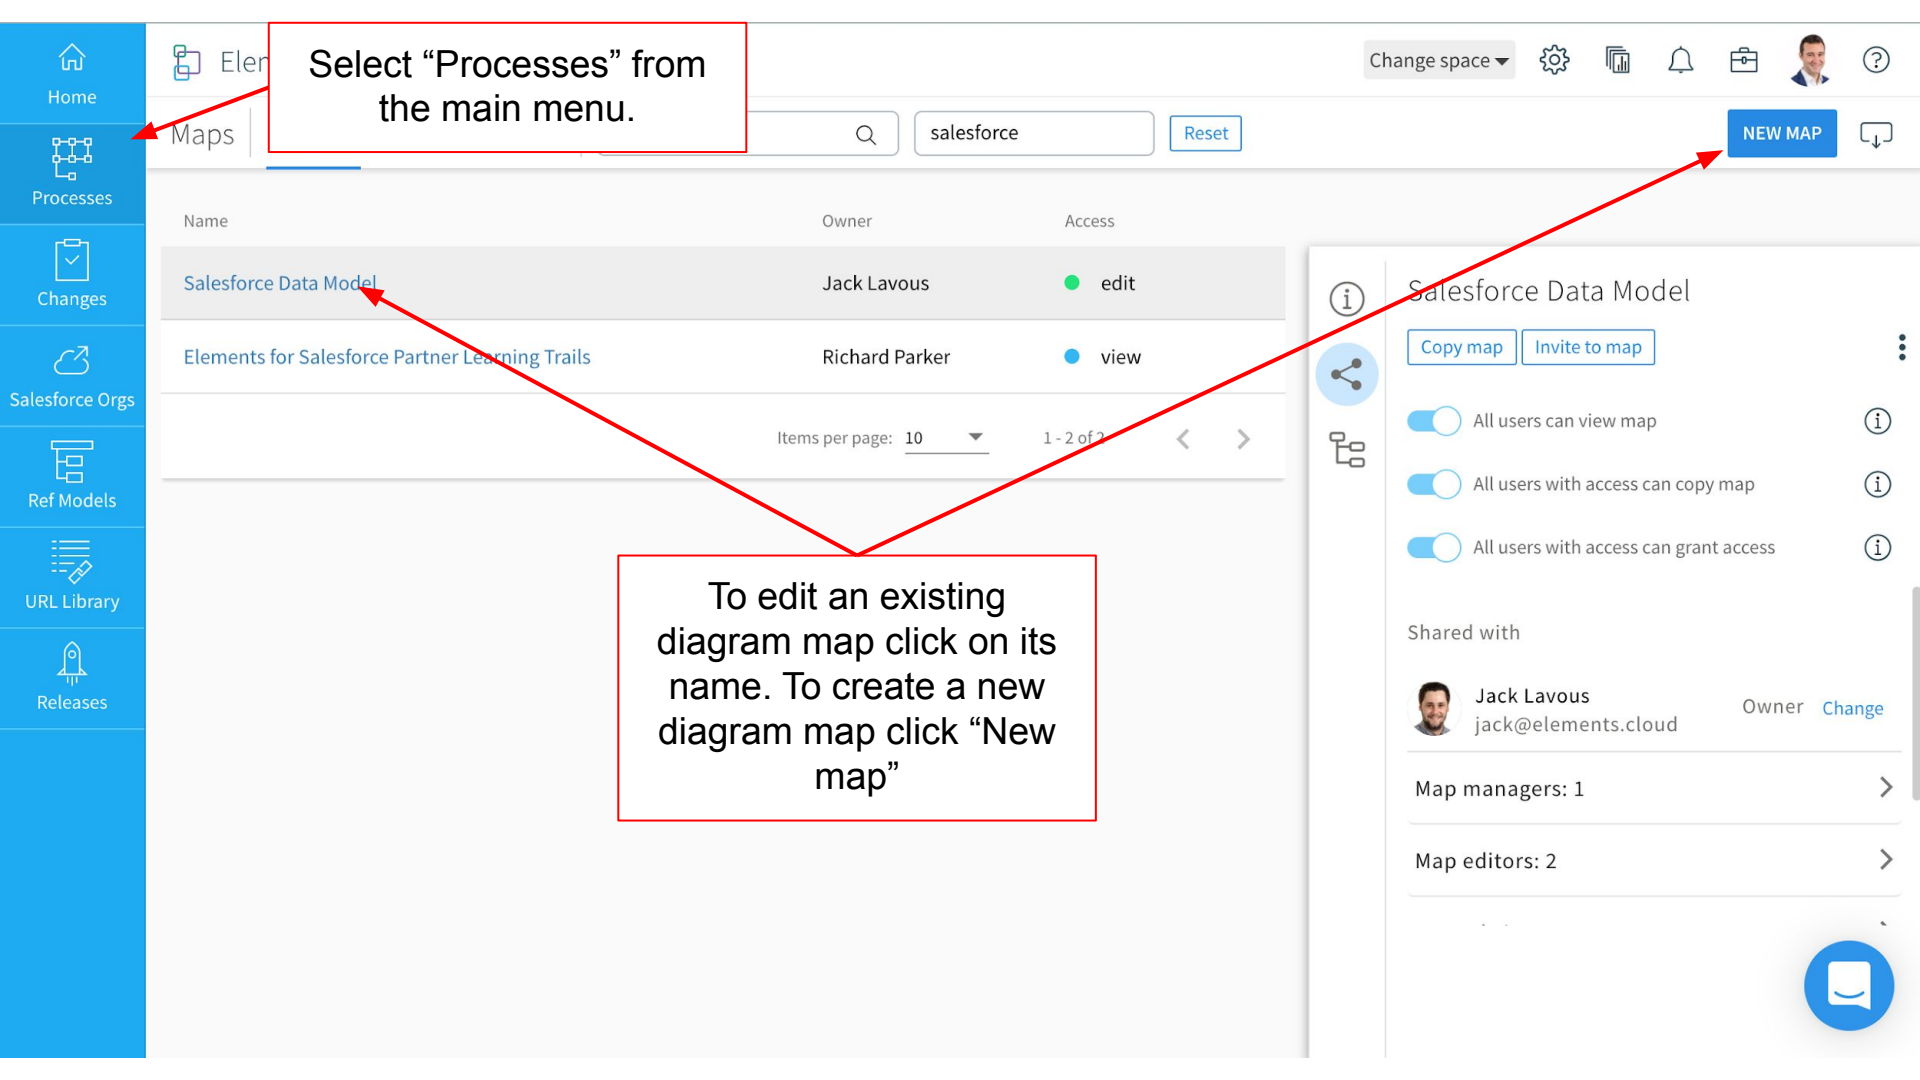 Home
Processes
Changes
Salesforce Orgs
Ref Models
URL Library
Releases
Select “Processes” from
the main menu.
Change space
Maps
salesforce
Reset
NEW MAP
Name Owner Access
Salesforce Data Model Jack Lavous edit
Elements for Salesforce Partner Learning Trails Richard Parker view
Items per page: 10 1 - 2 of 2
To edit an existing
diagram map click on its
name. To create a new
diagram map click “New
map”
Salesforce Data Model
Copy map Invite to map
All users can view map
All users with access can copy map
All users with access can grant access
Shared with
Jack Lavous
jack@elements.cloud
Owner Change
Map managers: 1
Map editors: 2